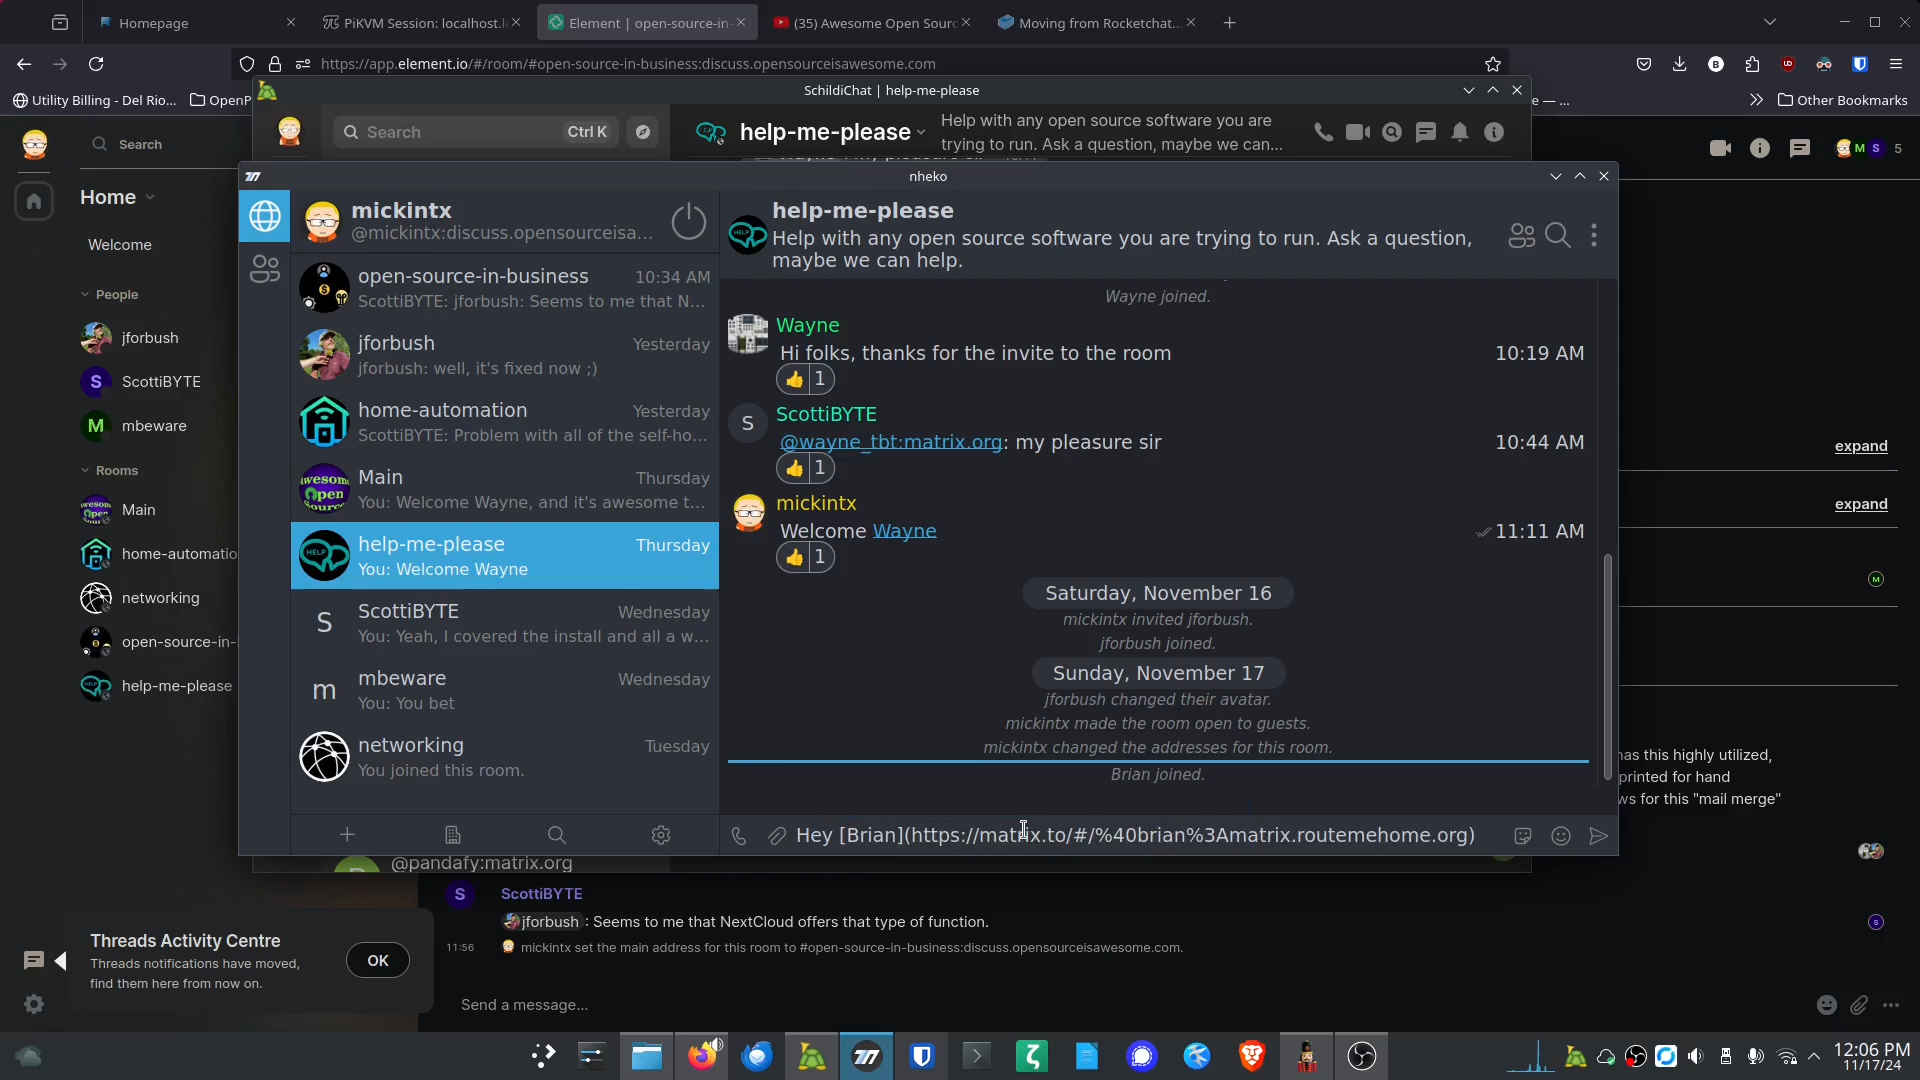 Homepage
PiKVM Session: localhost.l
Element | open-source-in-
(35) Awesome Open Sourc
Moving from Rocketchat...
https://app.element.io/#/room/#open-source-in-business:discuss.opensourceisawesome.com
Utility Billing - Del Rio...
OpenP
e — ...
Other Bookmarks
SchildiChat | help-me-please
Search
Ctrl K
help-me-please
Help with any open source software you are
trying to run. Ask a question, maybe we can...
Search
Home
Welcome
People
jforbush
ScottiBYTE
M mbeware
Rooms
Main
home-automatio
networking
open-source-in-
help-me-please
M S 5
nheko
mickintx
@mickintx:discuss.opensourceisa...
open-source-in-business 10:34 AM
ScottiBYTE: jforbush: Seems to me that N...
jforbush Yesterday
jforbush: well, it's fixed now ;)
home-automation Yesterday
ScottiBYTE: Problem with all of the self-ho...
Main Thursday
You: Welcome Wayne, and it's awesome t...
help-me-please Thursday
You: Welcome Wayne
ScottiBYTE Wednesday
You: Yeah, I covered the install and all a w...
mbeware Wednesday
You: You bet
networking Tuesday
You joined this room.
help-me-please
Help with any open source software you are trying to run. Ask a question,
maybe we can help.
Wayne joined.
Wayne
Hi folks, thanks for the invite to the room 10:19 AM
👍 1
ScottiBYTE
@wayne_tbt:matrix.org: my pleasure sir 10:44 AM
👍 1
mickintx
Welcome Wayne 11:11 AM
👍 1
Saturday, November 16
mickintx invited jforbush.
jforbush joined.
Sunday, November 17
jforbush changed their avatar.
mickintx made the room open to guests.
mickintx changed the addresses for this room.
Brian joined.
Hey [Brian](https://matrix.to/#/%40brian%3Amatrix.routemehome.org)
expand
expand
has this highly utilized,
printed for hand
ws for this "mail merge"
@pandafy:matrix.org
ScottiBYTE
jforbush : Seems to me that NextCloud offers that type of function.
11:56 mickintx set the main address for this room to #open-source-in-business:discuss.opensourceisawesome.com.
Threads Activity Centre
Threads notifications have moved,
find them here from now on.
OK
Send a message...
12:06 PM
11/17/24